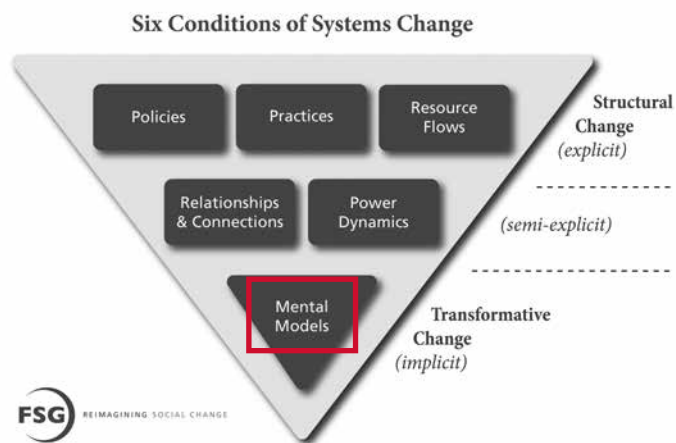 Six Conditions of Systems Change
Policies
Practices
Resource
Flows
Structural
Change
(explicit)
Relationships
& Connections
Power
Dynamics
(semi-explicit)
Mental
Models
Transformative
Change
(implicit)
FSG
REIMAGINING SOCIAL CHANGE